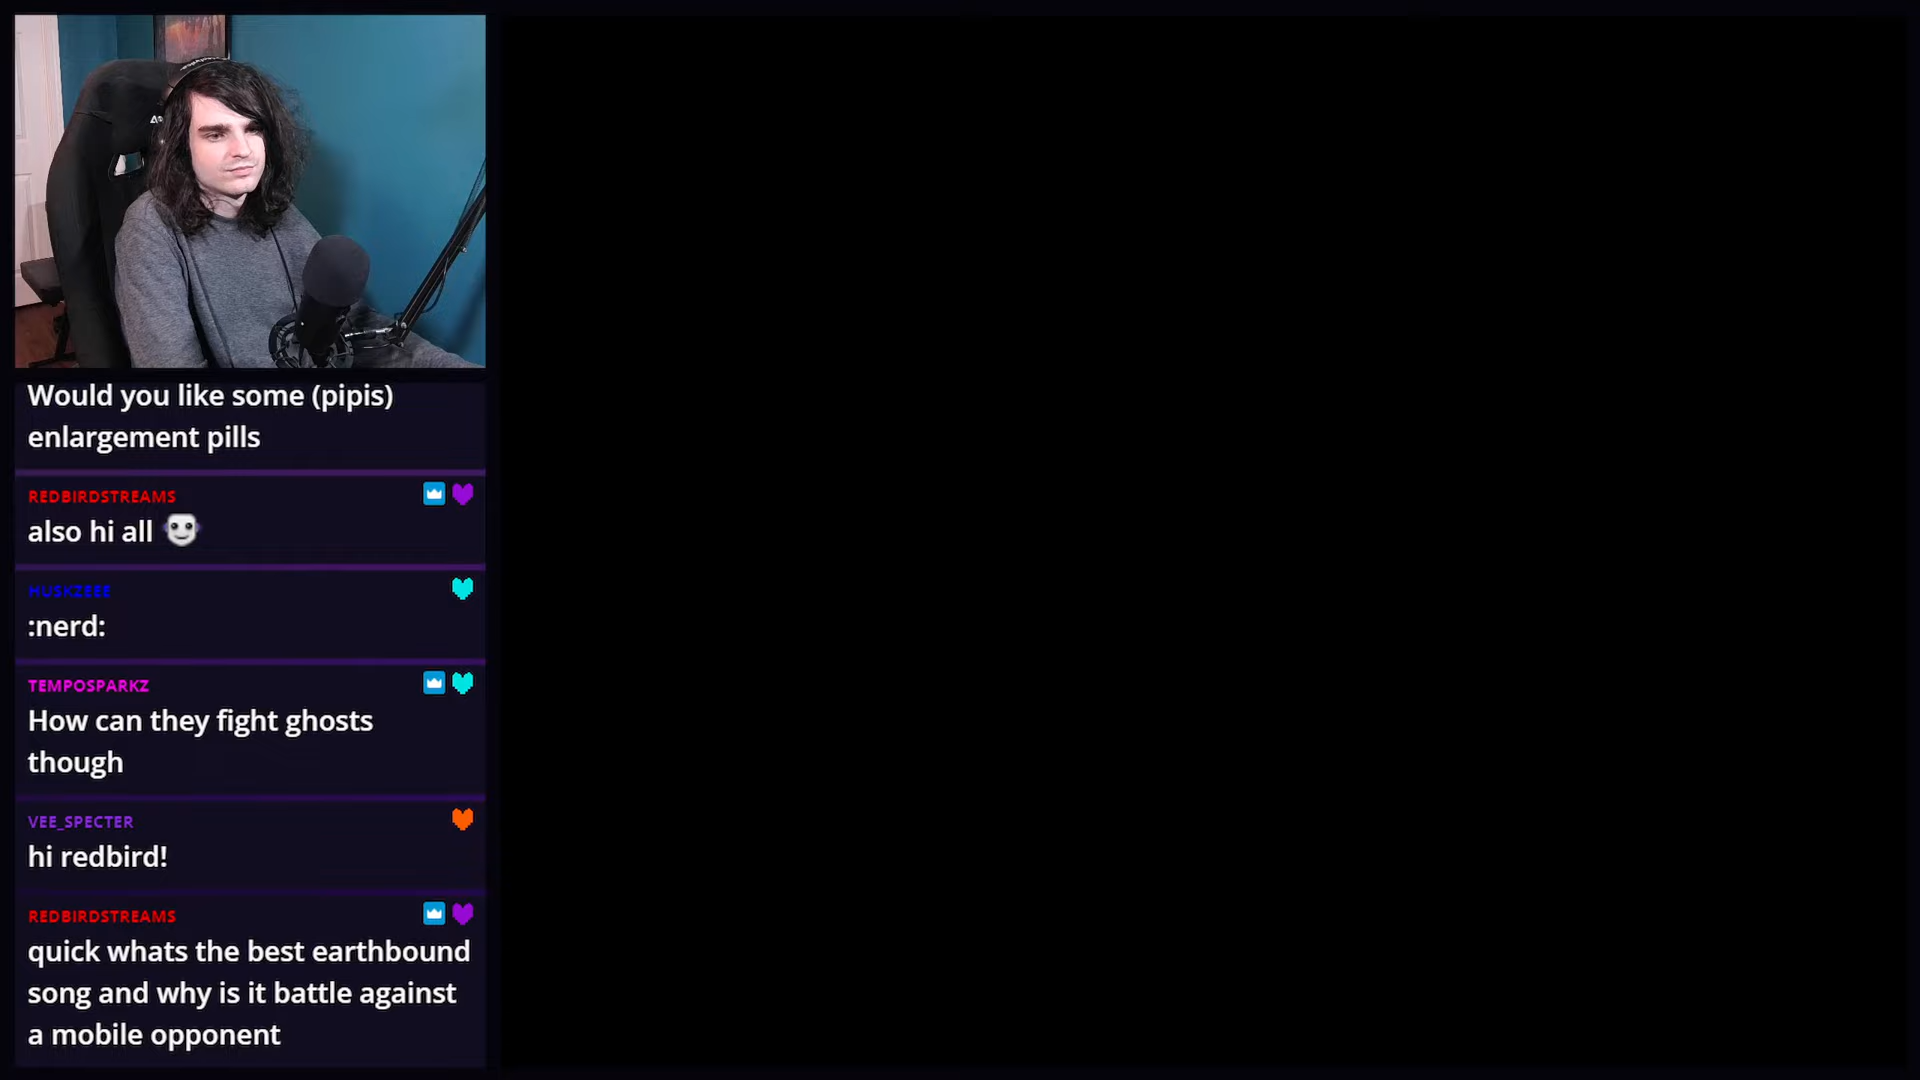 Would you like some (pipis)
enlargement pills
REDBIRDSTREAMS
also hi all
HUSKZEEE
:nerd:
TEMPOSPARKZ
How can they fight ghosts
though
VEE_SPECTER
hi redbird!
REDBIRDSTREAMS
quick whats the best earthbound
song and why is it battle against
a mobile opponent